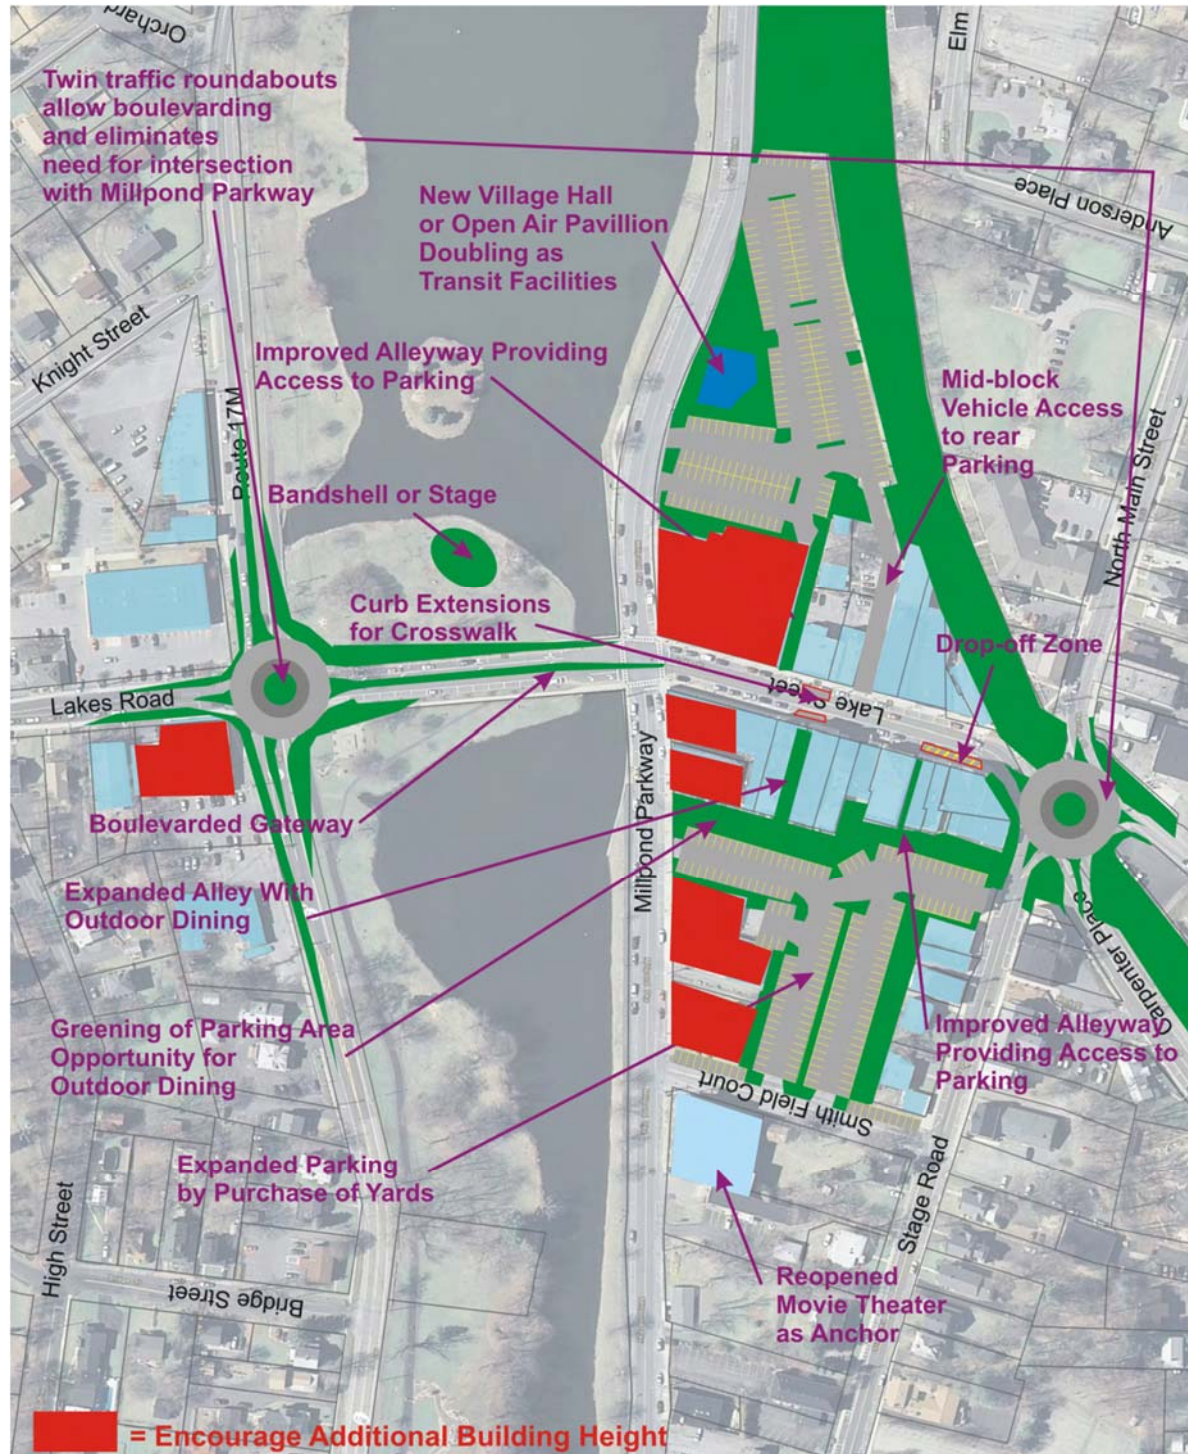 Orchard
Elm
Twin traffic roundabouts
allow boulevarding
and eliminates
need for intersection
with Millpond Parkway
Anderson Place
New Village Hall
or Open Air Pavillion
Doubling as
Transit Facilities
Knight Street
Improved Alleyway Providing
Access to Parking
Mid-block
Vehicle Access
to rear
Parking
Route 17M
North Main Street
Bandshell or Stage
Curb Extensions
for Crosswalk
Drop-off Zone
Lakes Road
Lake Street
Millpond Parkway
Boulevarded Gateway
Expanded Alley With
Outdoor Dining
Carpenter Place
Greening of Parking Area
Opportunity for
Outdoor Dining
Improved Alleyway
Providing Access to
Parking
Smith Field Court
Expanded Parking
by Purchase of Yards
Stage Road
High Street
Bridge Street
Reopened
Movie Theater
as Anchor
= Encourage Additional Building Height